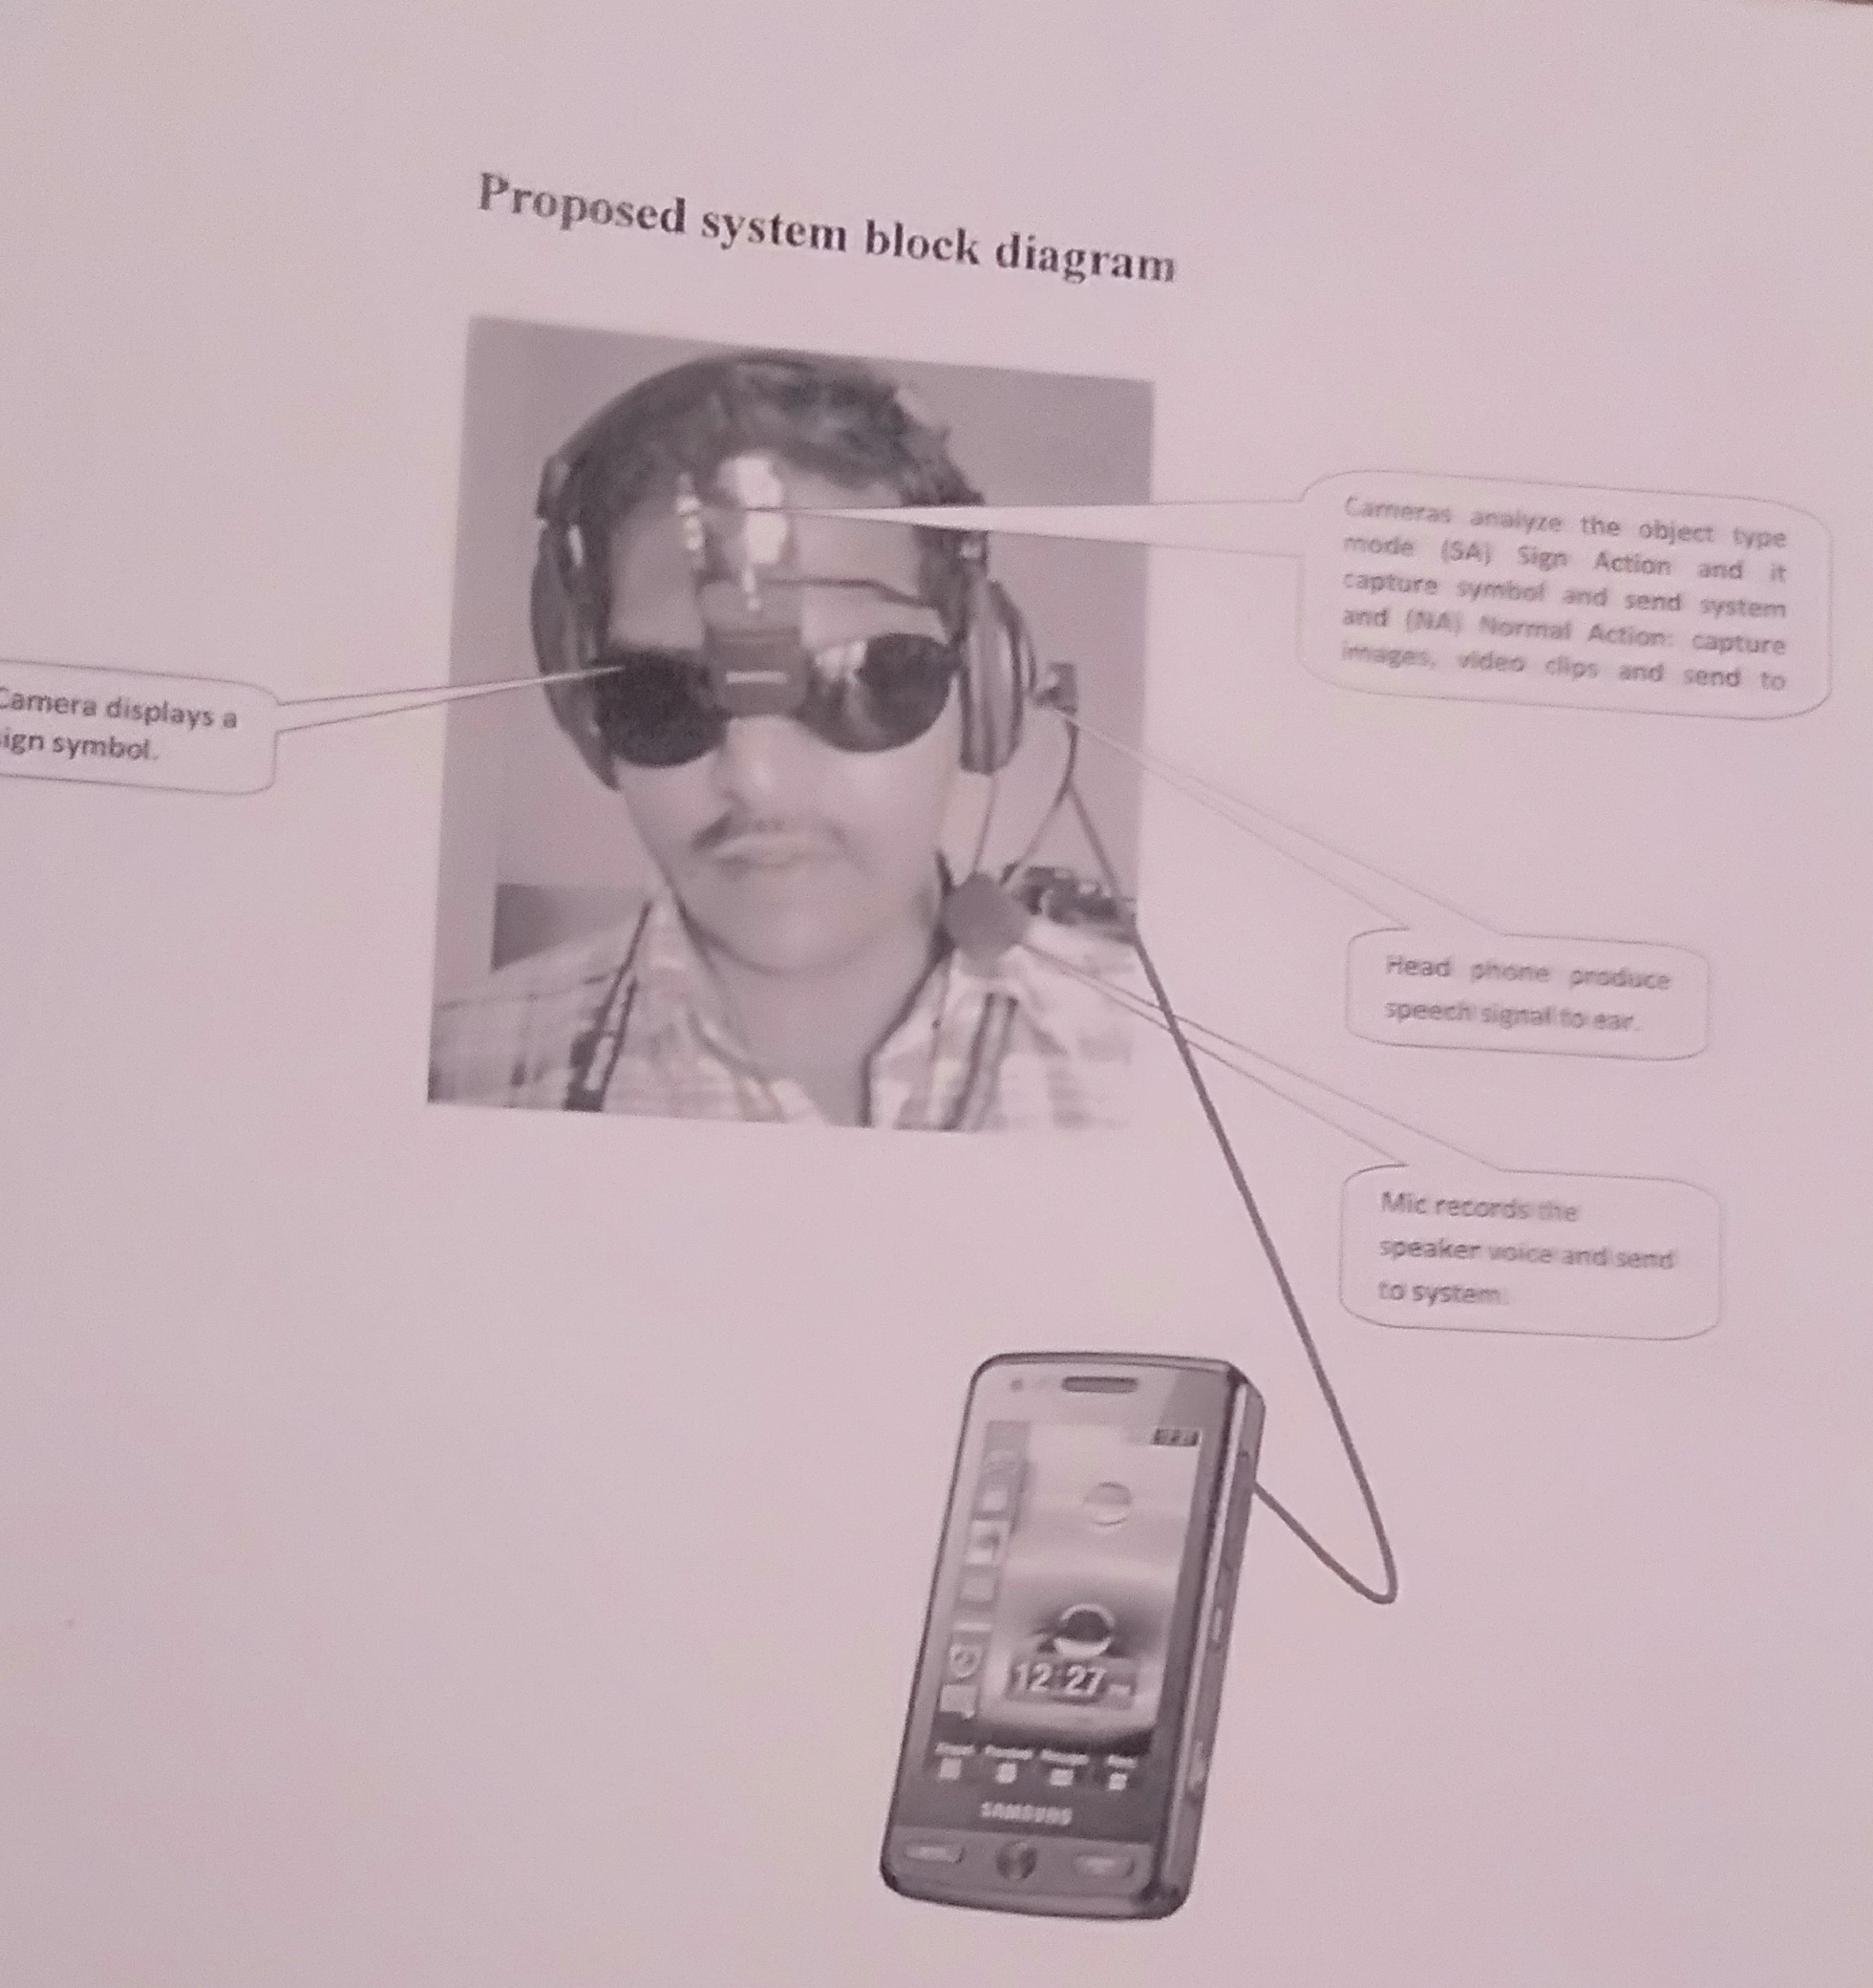 Proposed system block diagram
Cameras analyze the object type
mode (SA) Sign Action and it
capture symbol and send system
and (NA) Normal Action: capture
images, video clips and send to
Camera displays a
ign symbol.
Head phone produce
speech signal to ear.
Mic records the
speaker voice and send
to system.
12:27
SAMSUNG